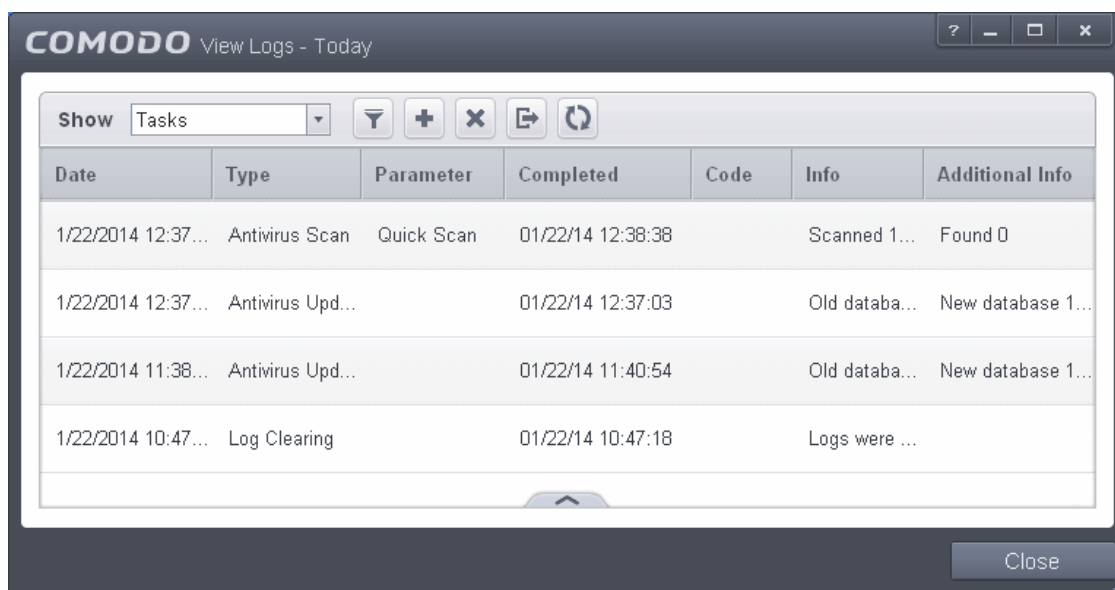 COMODO View Logs - Today
?
Show Tasks
Date Type Parameter Completed Code Info Additional Info
1/22/2014 12:37... Antivirus Scan Quick Scan 01/22/14 12:38:38 Scanned 1... Found 0
1/22/2014 12:37... Antivirus Upd... 01/22/14 12:37:03 Old databa... New database 1...
1/22/2014 11:38... Antivirus Upd... 01/22/14 11:40:54 Old databa... New database 1...
1/22/2014 10:47... Log Clearing 01/22/14 10:47:18 Logs were ...
Close